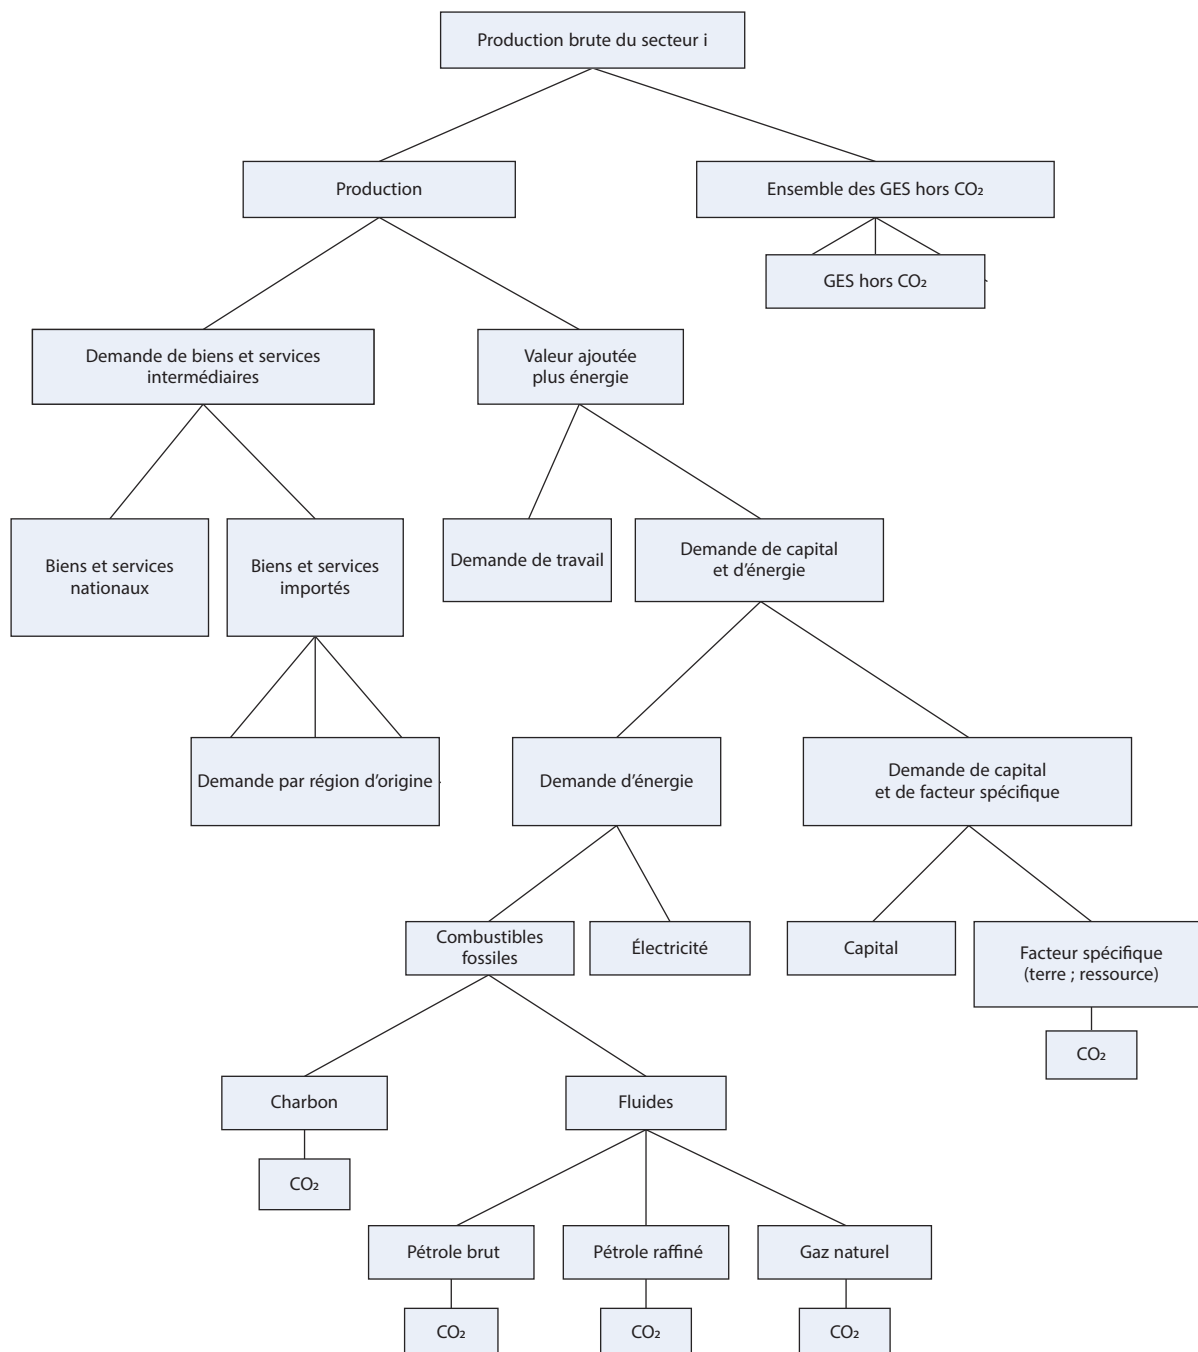 Production brute du secteur i
Production
Ensemble des GES hors CO₂
GES hors CO₂
Demande de biens et services
intermédiaires
Valeur ajoutée
plus énergie
Biens et services
nationaux
Biens et services
importés
Demande de travail
Demande de capital
et d'énergie
Demande par région d'origine
Demande d'énergie
Demande de capital
et de facteur spécifique
Combustibles
fossiles
Électricité
Capital
Facteur spécifique
(terre ; ressource)
CO₂
Charbon
Fluides
CO₂
Pétrole brut
Pétrole raffiné
Gaz naturel
CO₂
CO₂
CO₂